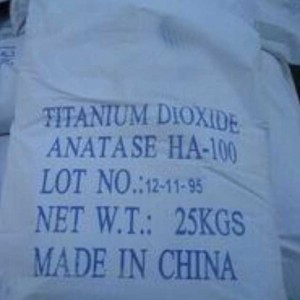 TITANIUM DIOXIDE
ANATASE HA-100
LOT NO.:12-11-95
NET W.T.: 25KGS
MADE IN CHINA